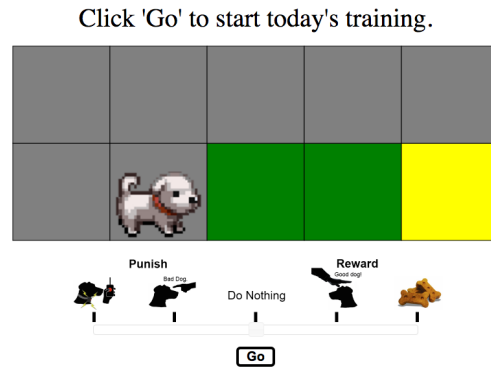 Click 'Go' to start today's training.
Punish
Reward
Bad Dog.
Good dog!
Do Nothing
Go